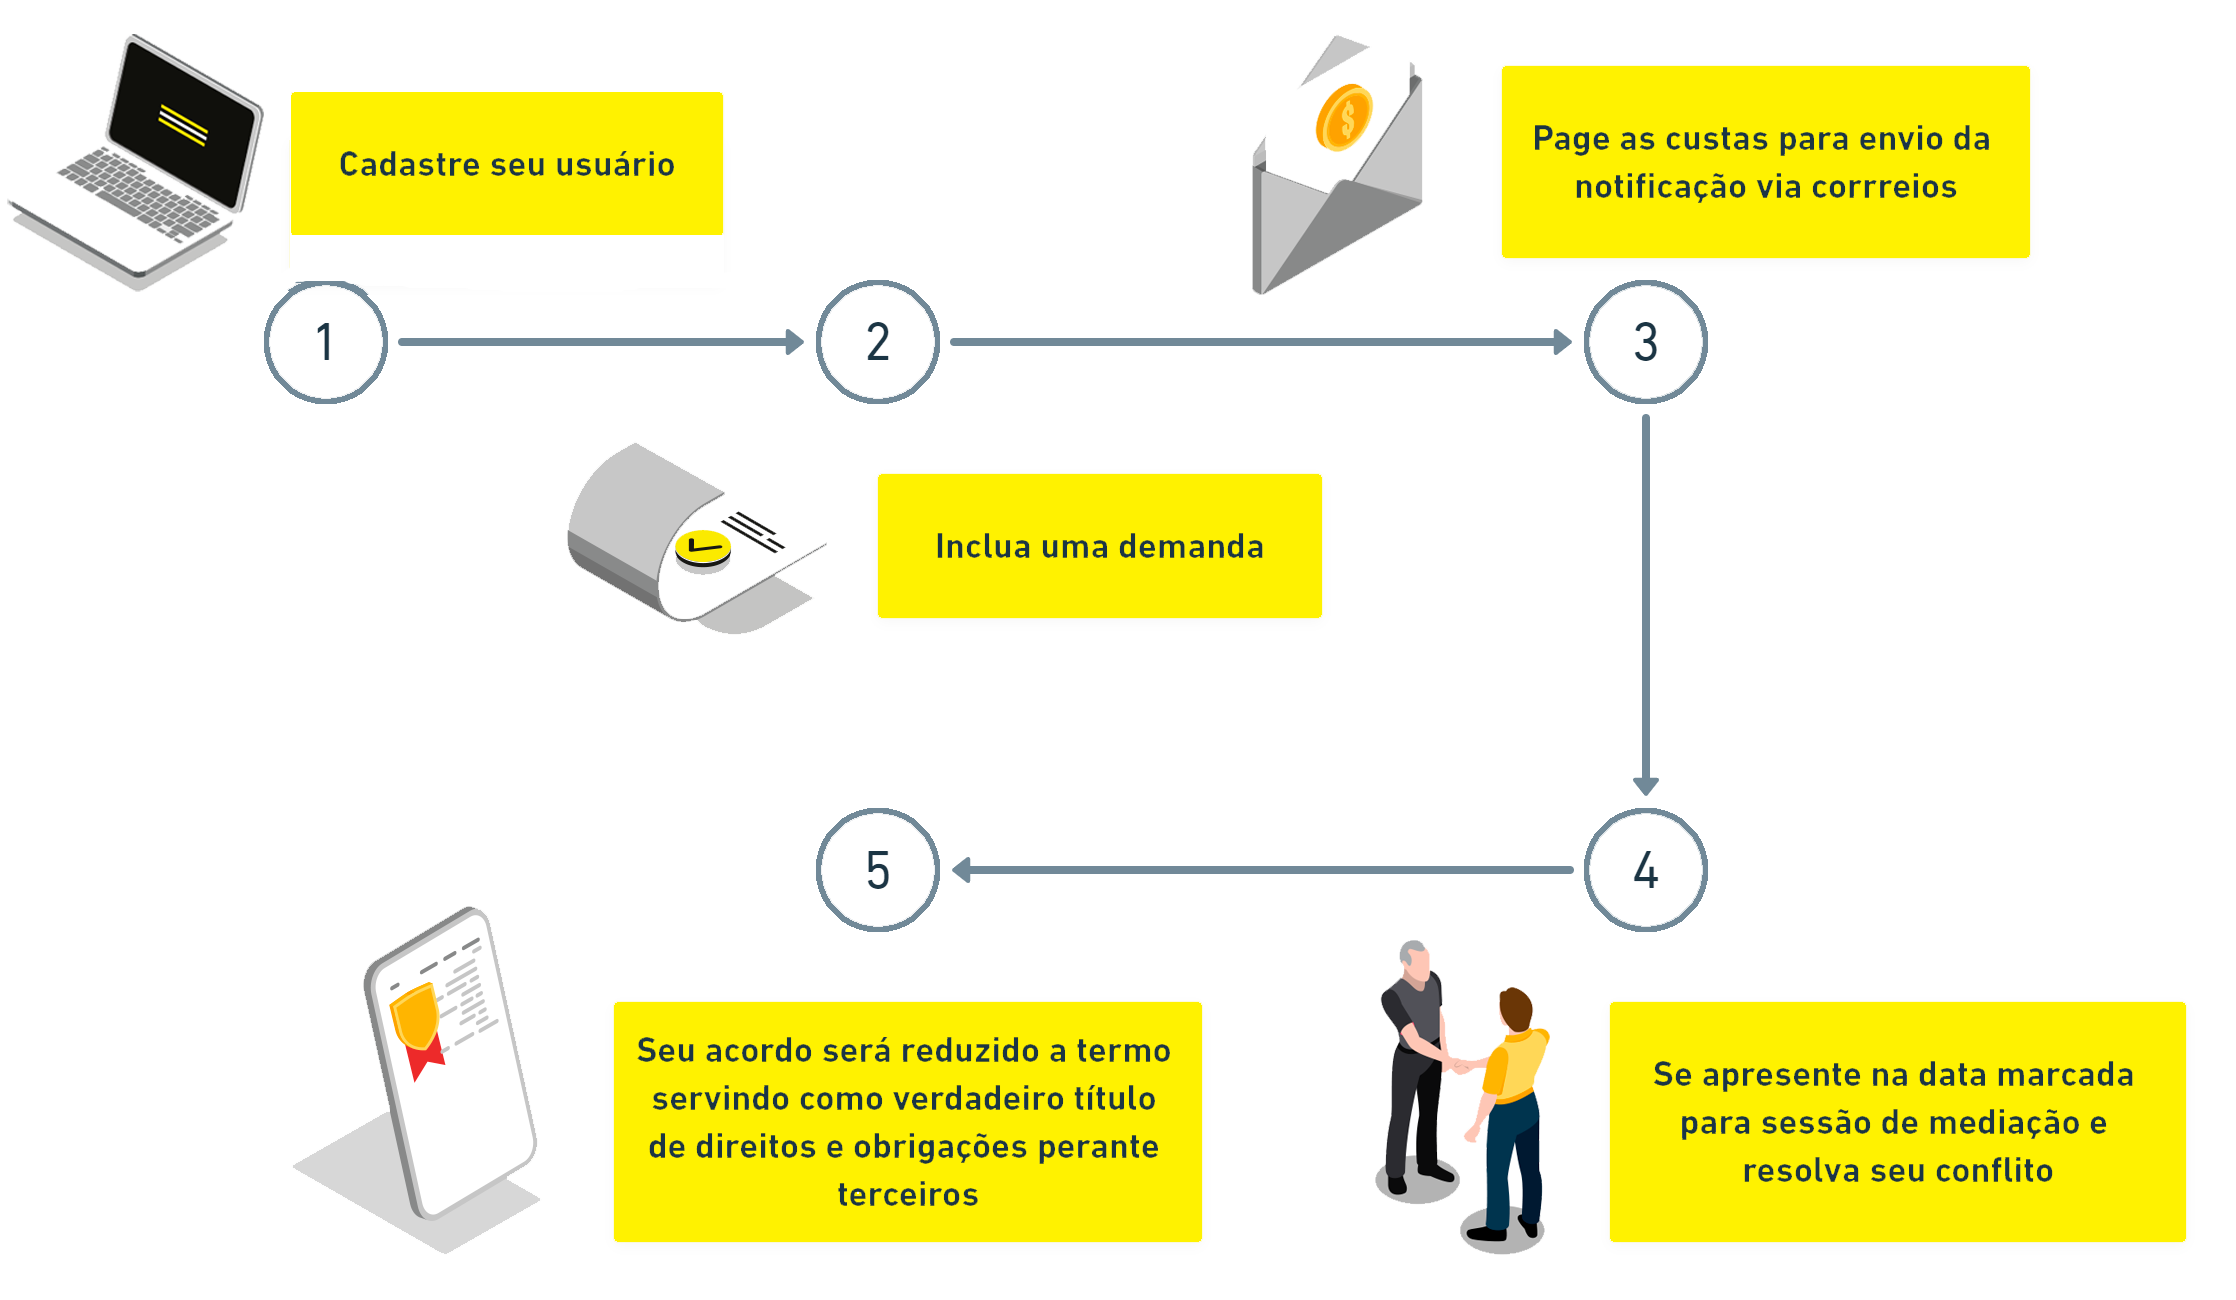 Cadastre seu usuário
1
2
Inclua uma demanda
Page as custas para envio da
notificação via corrreios
3
4
Se apresente na data marcada
para sessão de mediação e
resolva seu conflito
5
Seu acordo será reduzido a termo
servindo como verdadeiro título
de direitos e obrigações perante
terceiros